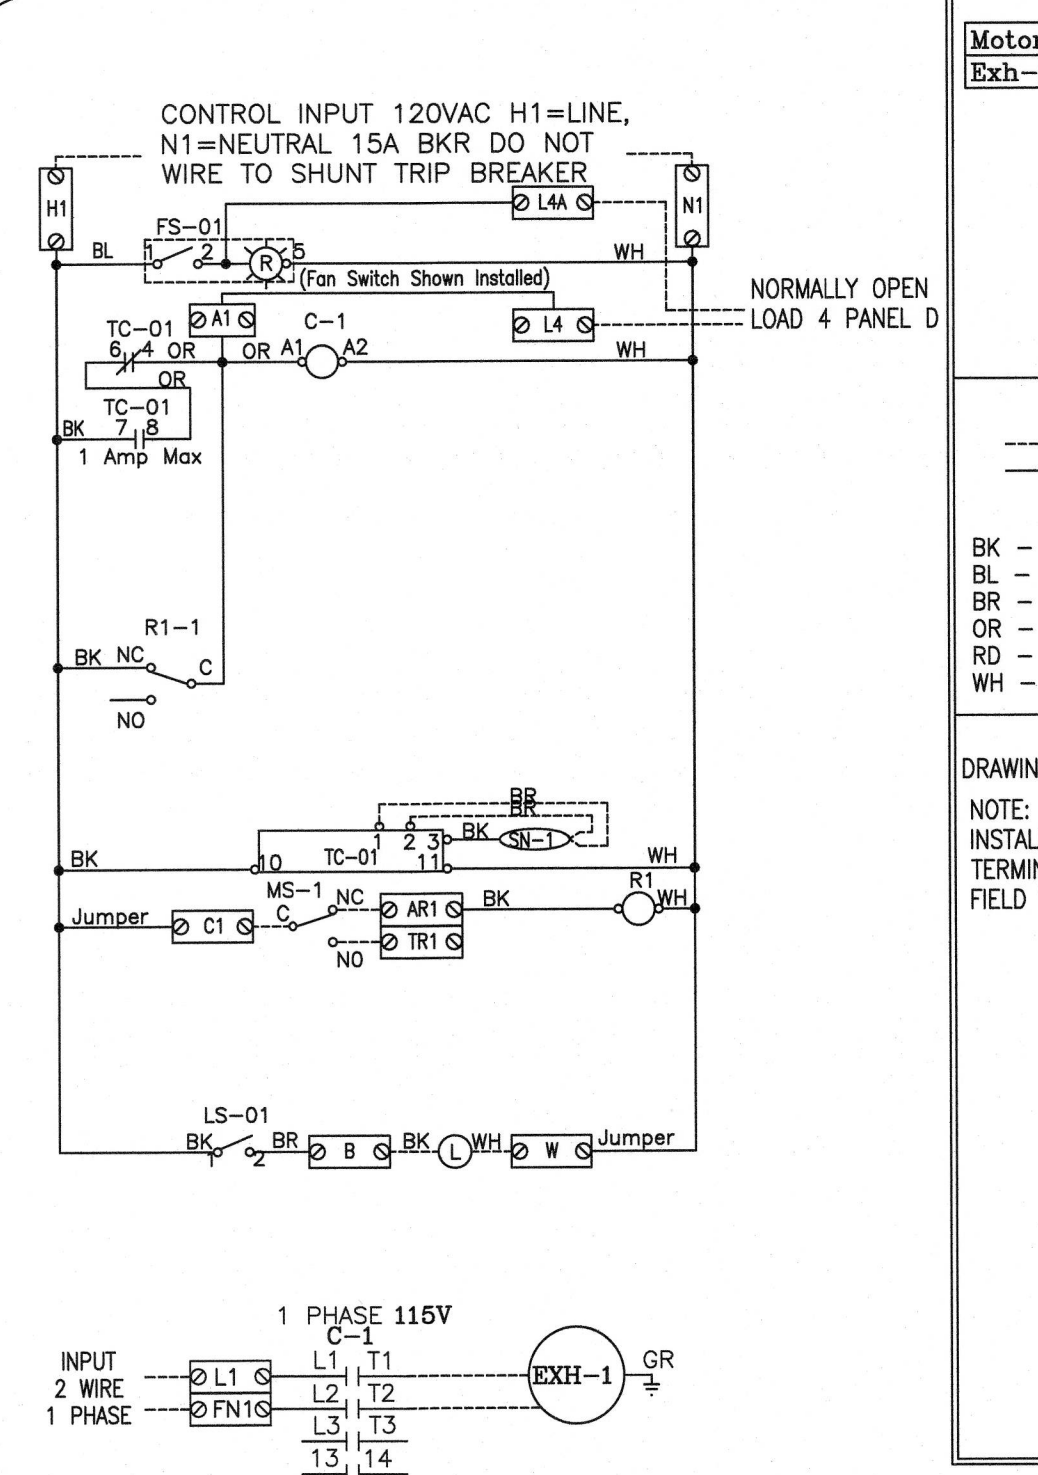 Motor
Exh-
CONTROL INPUT 120VAC H1=LINE,
N1=NEUTRAL 15A BKR DO NOT
WIRE TO SHUNT TRIP BREAKER
H1
L4A
N1
FS-01
BL 1 2 R 5 WH
(Fan Switch Shown Installed)
NORMALLY OPEN
LOAD 4 PANEL D
A1 C-1 L4
TC-01
6 4 OR OR A1 A2 WH
OR
TC-01
BK 7 8
1 Amp Max
BK -
BL -
BR -
OR -
RD -
WH -
R1-1
BK NC C
NO
DRAWIN
NOTE:
INSTAL
TERMIN
FIELD
BR
BR
1 2 3 BK SN-1
BK 10 TC-01 11 WH
MS-1 NC R1
Jumper C1 C AR1 BK WH
NO TR1
LS-01
BK 1 2 BR B BK L WH W Jumper
1 PHASE 115V
C-1
INPUT
2 WIRE
1 PHASE
L1 L1 T1 EXH-1 GR
FN1 L2 T2
L3 T3
13 14